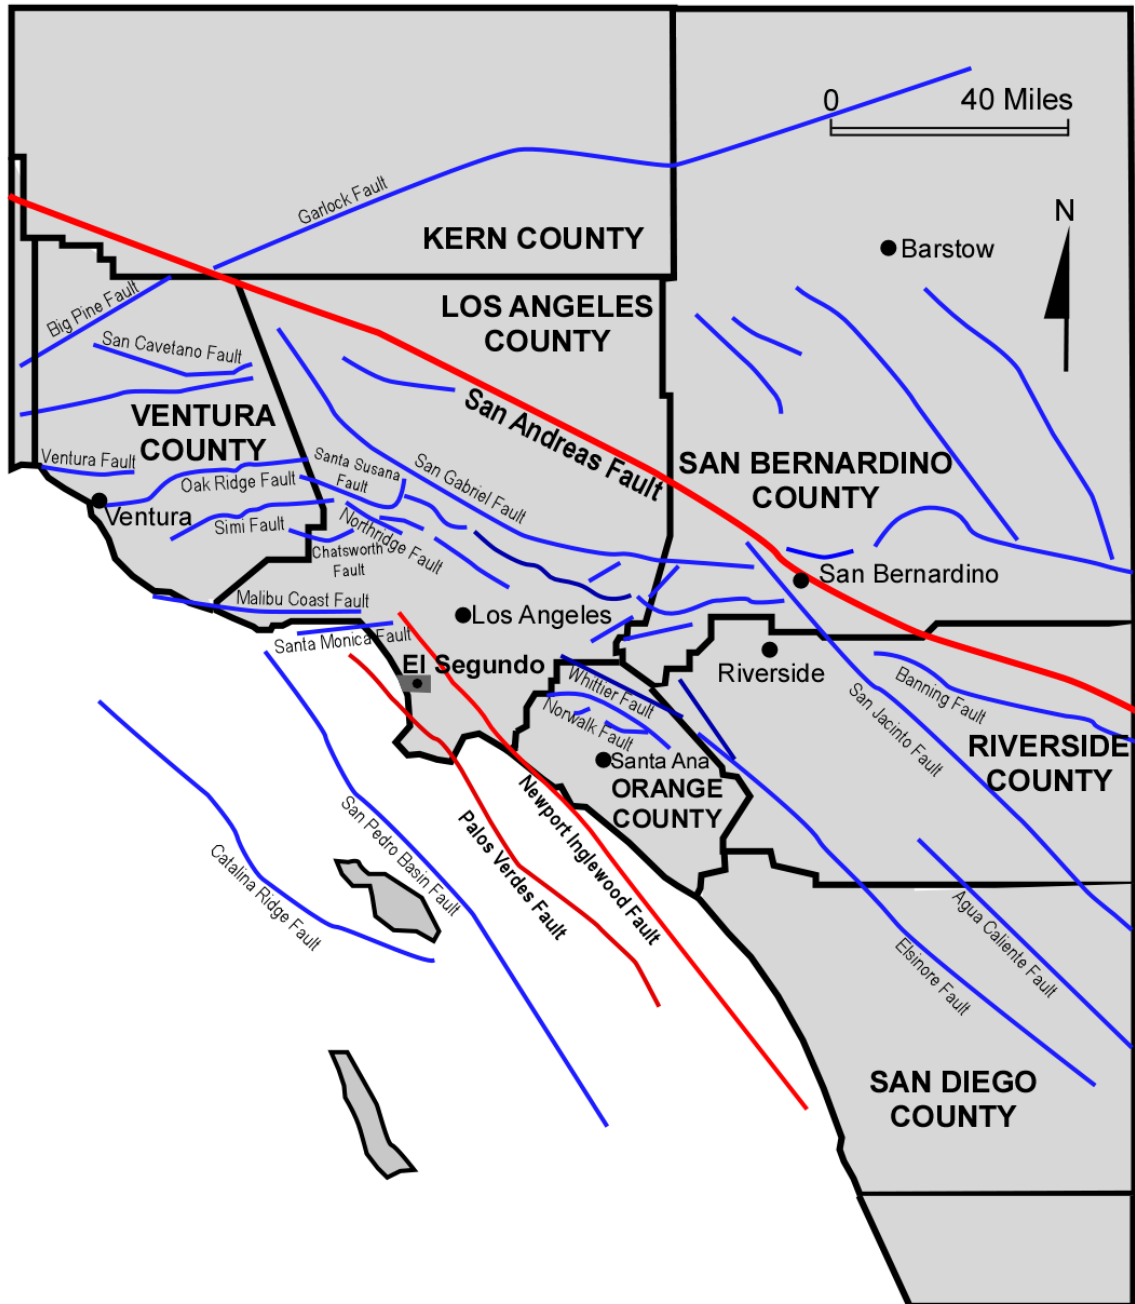 0 40 Miles
Garlock Fault
N
KERN COUNTY
Barstow
Big Pine Fault
LOS ANGELES
COUNTY
San Cavetano Fault
San Andreas Fault
VENTURA
COUNTY
Ventura Fault
Oak Ridge Fault
Santa Susana
Fault
San Gabriel Fault
SAN BERNARDINO
COUNTY
Ventura
Simi Fault
Northridge Fault
Chatsworth
Fault
San Bernardino
Malibu Coast Fault
Los Angeles
Santa Monica Fault
El Segundo
Whittier Fault
Riverside
Banning Fault
Norwalk Fault
San Jacinto Fault
RIVERSIDE
COUNTY
Santa Ana
ORANGE
COUNTY
Newport Inglewood Fault
San Pedro Basin Fault
Palos Verdes Fault
Catalina Ridge Fault
Agua Caliente Fault
Elsinore Fault
SAN DIEGO
COUNTY